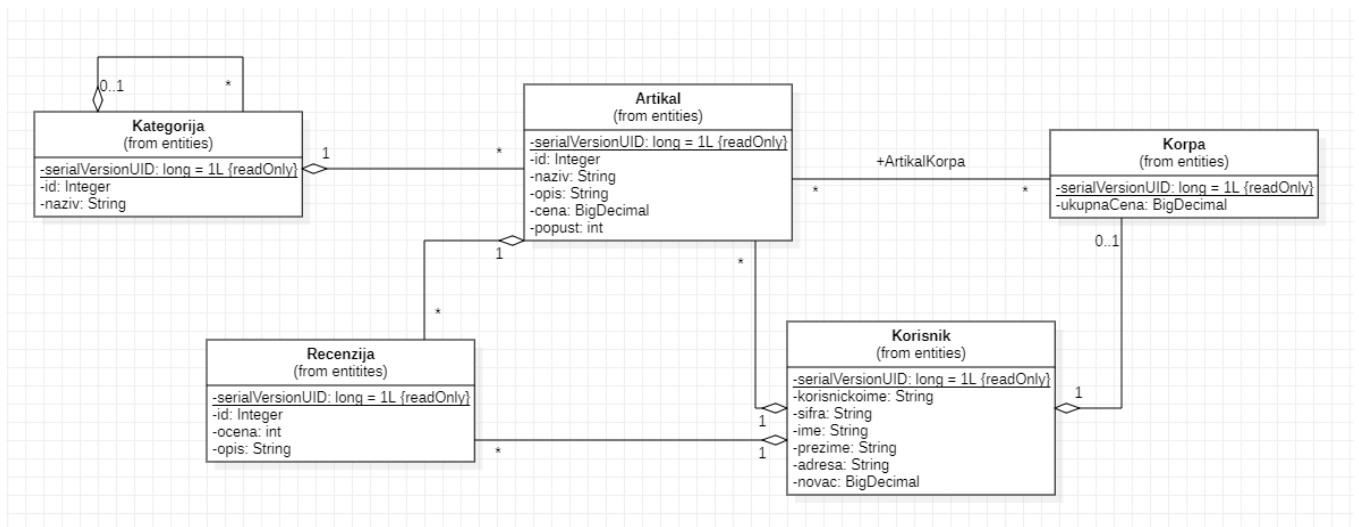 0..1
*
Kategorija
(from entities)
-serialVersionUID: long = 1L {readOnly}
-id: Integer
-naziv: String
1
*
Artikal
(from entities)
-serialVersionUID: long = 1L {readOnly}
-id: Integer
-naziv: String
-opis: String
-cena: BigDecimal
-popust: int
+ArtikalKorpa
*
*
Korpa
(from entities)
-serialVersionUID: long = 1L {readOnly}
-ukupnaCena: BigDecimal
1
*
*
0..1
Recenzija
(from entitites)
-serialVersionUID: long = 1L {readOnly}
-id: Integer
-ocena: int
-opis: String
*
1
1
Korisnik
(from entities)
-serialVersionUID: long = 1L {readOnly}
-korisnickoime: String
-sifra: String
-ime: String
-prezime: String
-adresa: String
-novac: BigDecimal
1